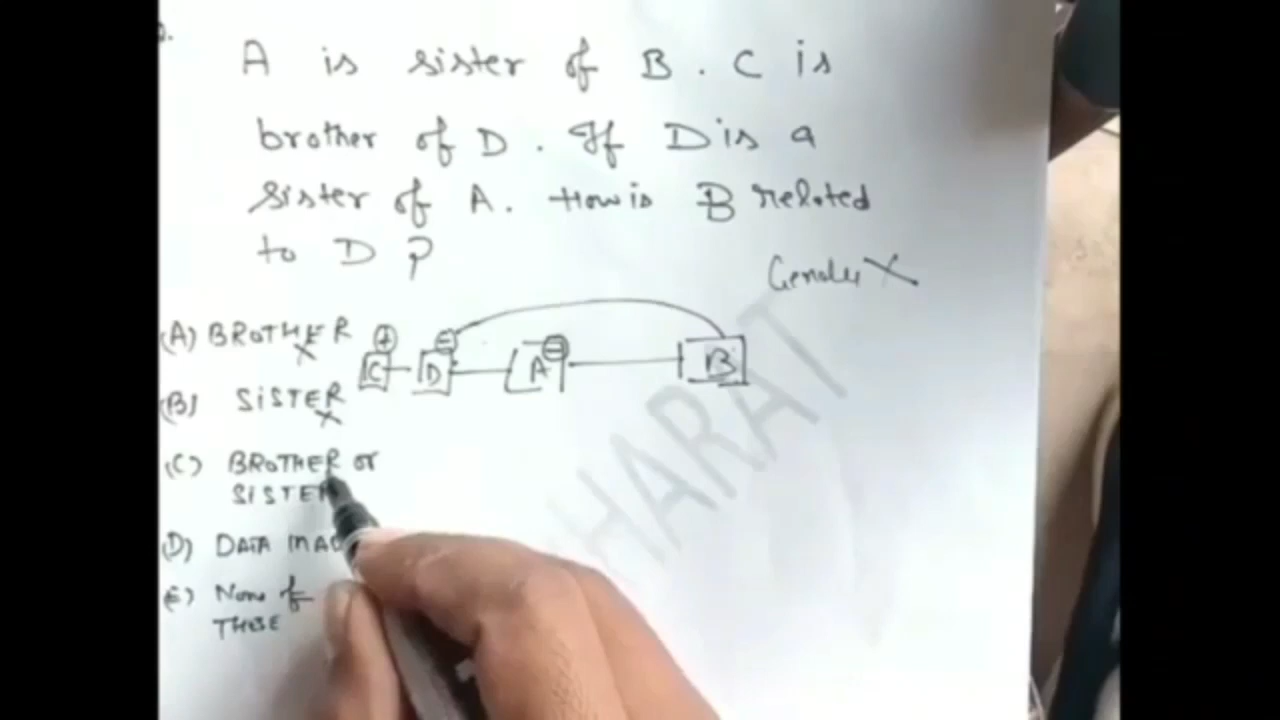 A is sister of B. C is
brother of D. If D is a
sister of A. How is B related
to D ?
Gender X
(A) BROTHER
(B) SISTER
(C) BROTHER or
SISTER
(D) DATA
E) None of
THESE
+
C
-
D
-
A
B
BHARAT